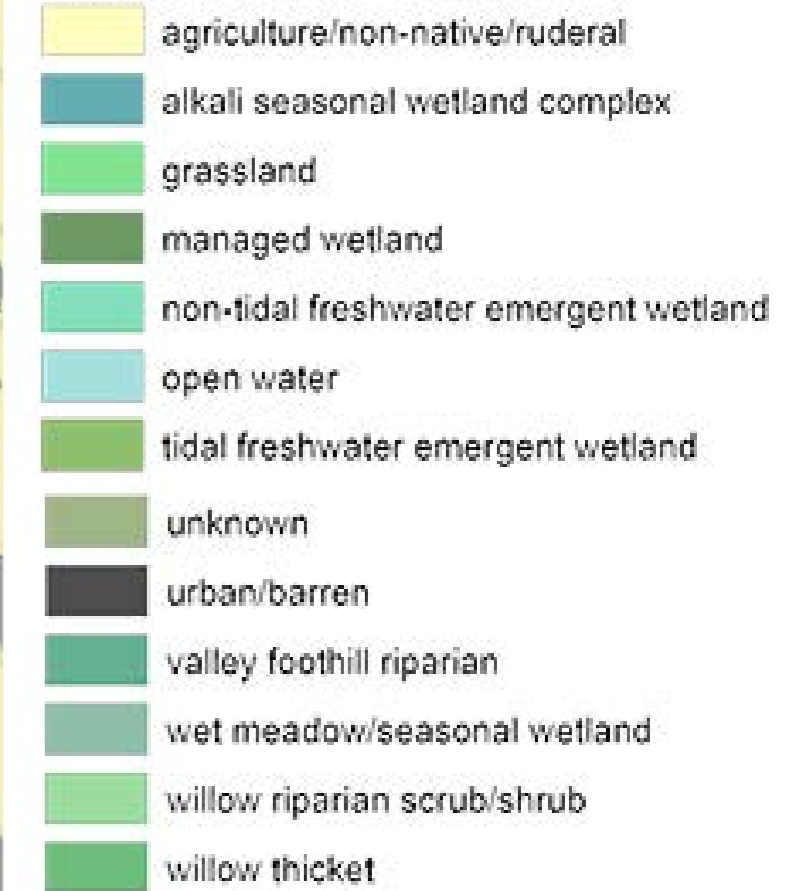 agriculture/non-native/ruderal
alkali seasonal wetland complex
grassland
managed wetland
non-tidal freshwater emergent wetland
open water
tidal freshwater emergent wetland
unknown
urban/barren
valley foothill riparian
wet meadow/seasonal wetland
willow riparian scrub/shrub
willow thicket